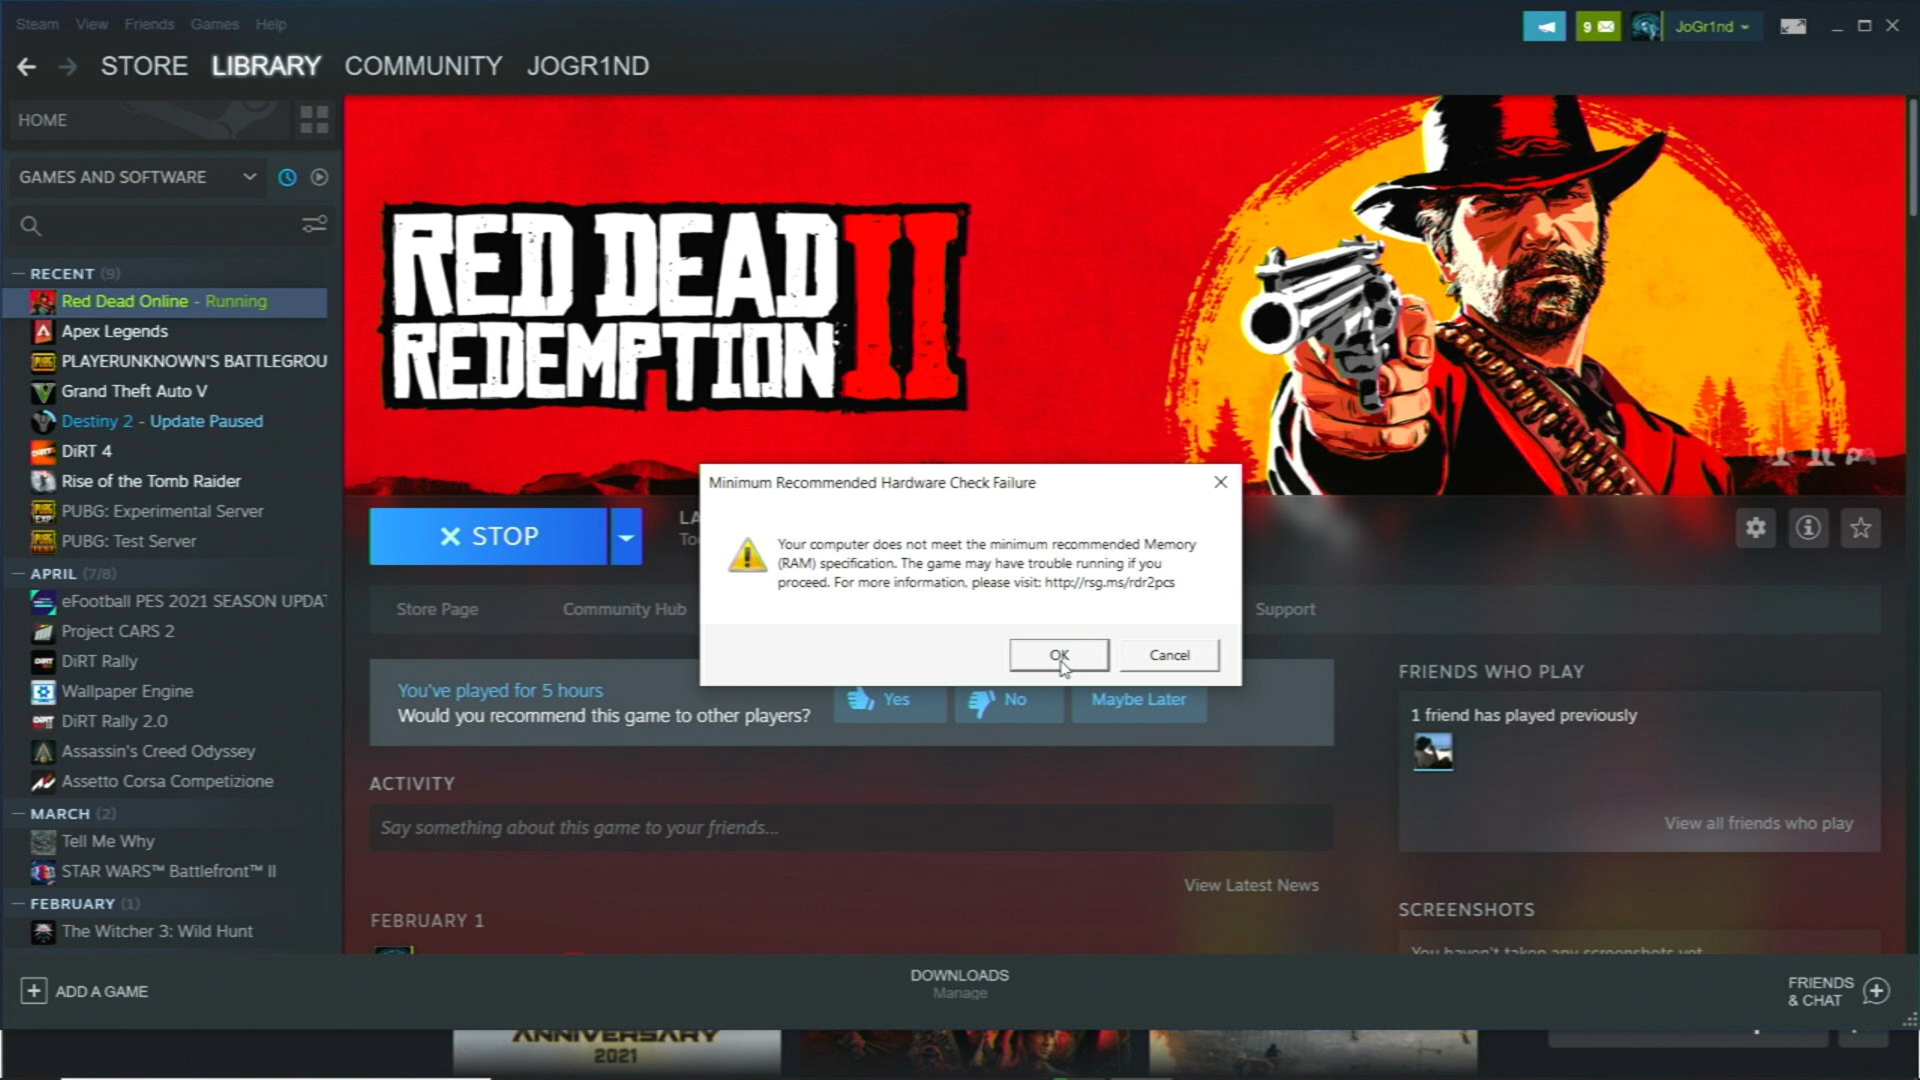 Steam View Friends Games Help
9
JoGr1nd
STORE LIBRARY COMMUNITY JOGR1ND
HOME
GAMES AND SOFTWARE
RECENT (9)
Red Dead Online - Running
Apex Legends
PLAYERUNKNOWN'S BATTLEGROU
Grand Theft Auto V
Destiny 2 - Update Paused
DiRT 4
Rise of the Tomb Raider
PUBG: Experimental Server
PUBG: Test Server
APRIL (7/8)
eFootball PES 2021 SEASON UPDA
Project CARS 2
DiRT Rally
Wallpaper Engine
DiRT Rally 2.0
Assassin's Creed Odyssey
Assetto Corsa Competizione
MARCH (2)
Tell Me Why
STAR WARS™ Battlefront™ II
FEBRUARY (1)
The Witcher 3: Wild Hunt
RED DEAD
REDEMPTION II
STOP
LA
To
Minimum Recommended Hardware Check Failure
Your computer does not meet the minimum recommended Memory
(RAM) specification. The game may have trouble running if you
proceed. For more information, please visit: http://rsg.ms/rdr2pcs
OK Cancel
Store Page Community Hub Support
You've played for 5 hours
Would you recommend this game to other players?
Yes No Maybe Later
ACTIVITY
Say something about this game to your friends...
View Latest News
FEBRUARY 1
FRIENDS WHO PLAY
1 friend has played previously
View all friends who play
SCREENSHOTS
You haven't taken any screenshots yet
ADD A GAME
DOWNLOADS
Manage
FRIENDS
& CHAT
ANNIVERSARY
2021